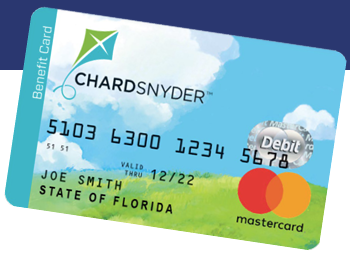 Benefit Card
CHARDSNYDER™
5103 6300 1234 5678
51 51
Debit
VALID THRU 12/22
JOE SMITH
STATE OF FLORIDA
mastercard